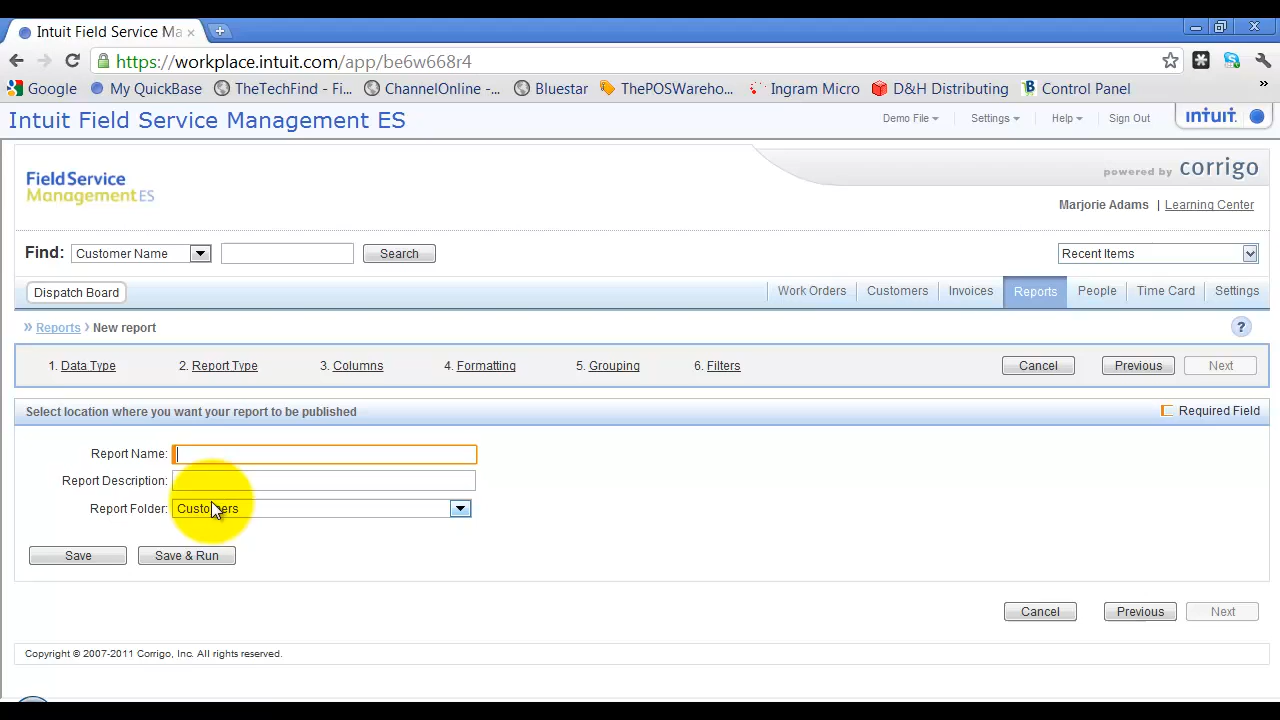 Intuit Field Service Ma
https://workplace.intuit.com/app/be6w668r4
Google My QuickBase TheTechFind - Fi... ChannelOnline -... Bluestar ThePOSWareho... Ingram Micro D&H Distributing Control Panel »
Intuit Field Service Management ES Demo File Settings Help Sign Out intuit.
Field Service
Management ES
powered by corrigo
Marjorie Adams | Learning Center
Find: Customer Name Search Recent Items
Dispatch Board Work Orders Customers Invoices Reports People Time Card Settings
» Reports › New report ?
1. Data Type 2. Report Type 3. Columns 4. Formatting 5. Grouping 6. Filters Cancel Previous Next
Select location where you want your report to be published Required Field
Report Name:
Report Description:
Report Folder: Customers
Save Save & Run
Cancel Previous Next
Copyright © 2007-2011 Corrigo, Inc. All rights reserved.